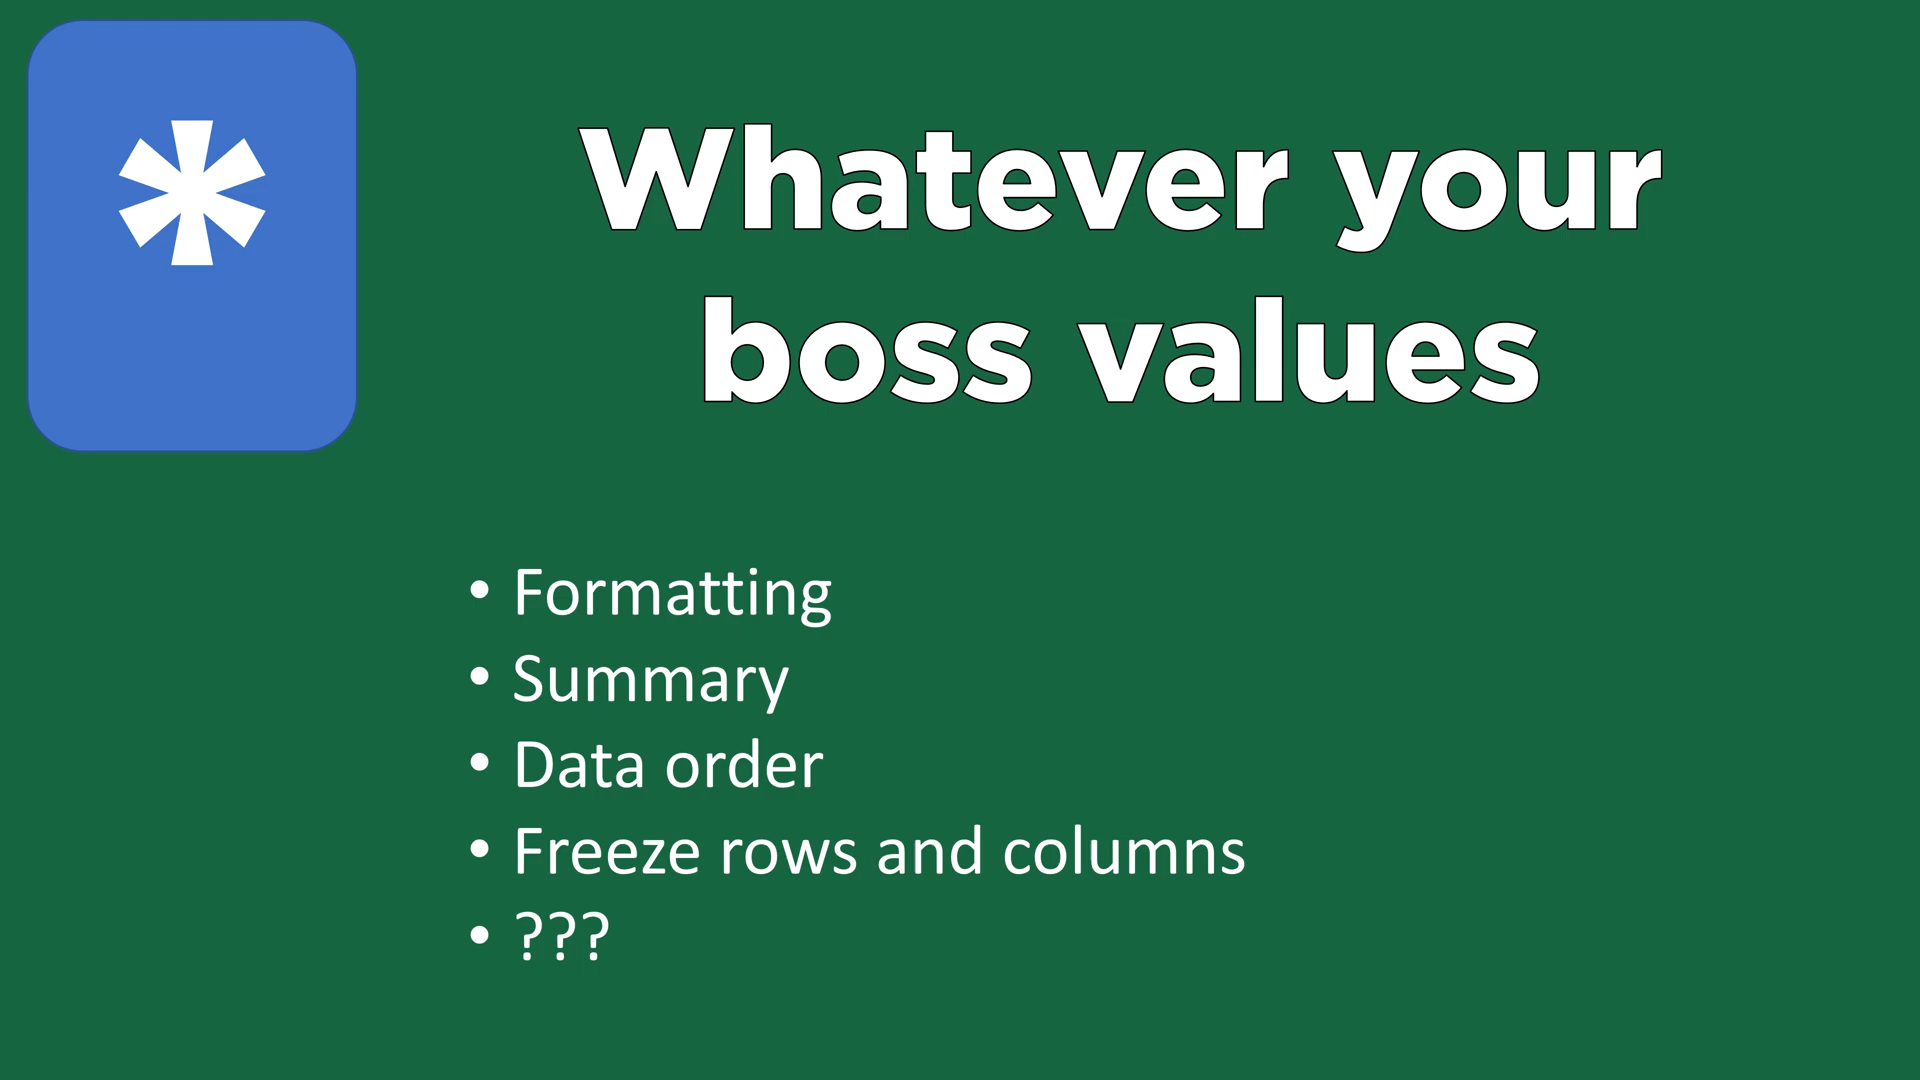 *
Whatever your
boss values
• Formatting
• Summary
• Data order
• Freeze rows and columns
• ???